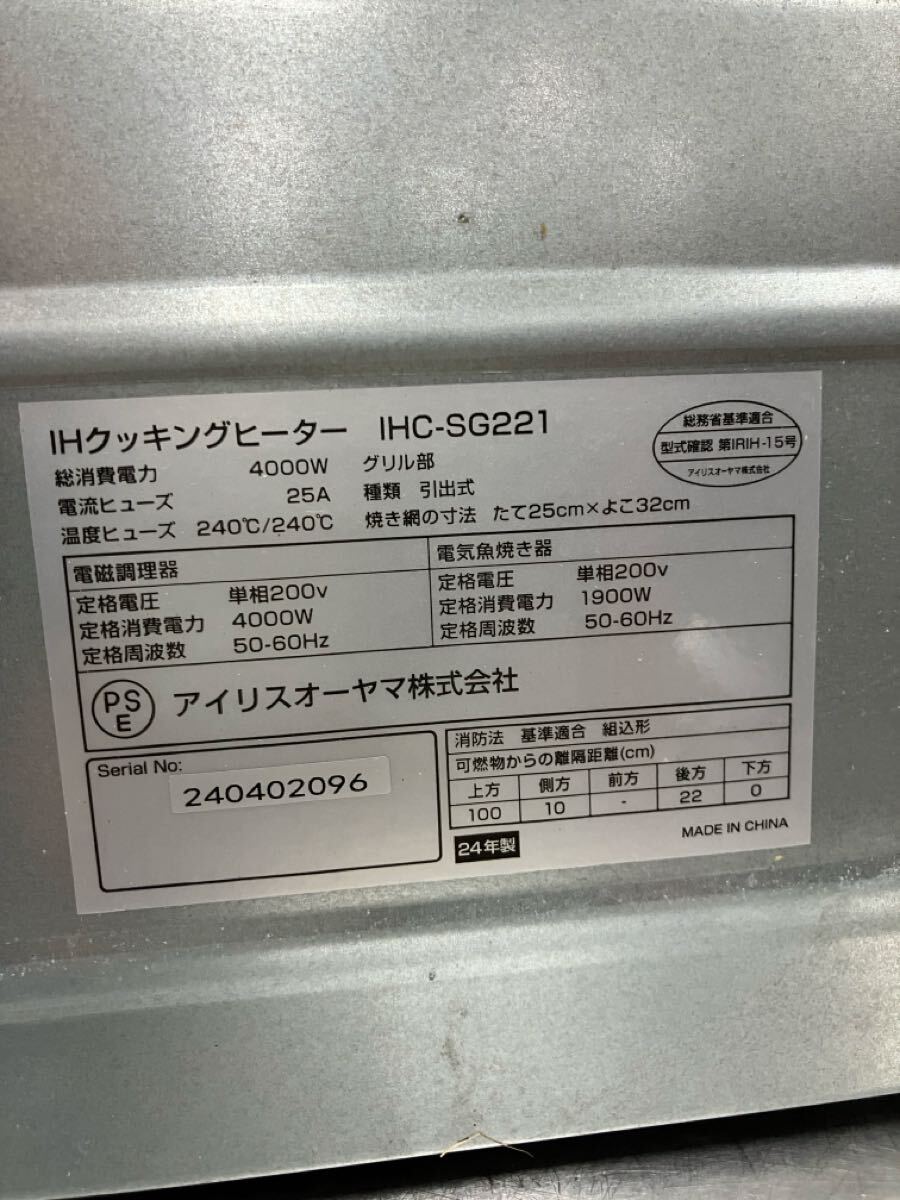 IHクッキングヒーター IHC-SG221
総消費電力 4000W
電流ヒューズ 25A
温度ヒューズ 240℃/240℃
グリル部
種類 引出式
焼き網の寸法 たて25cm×よこ32cm
総務省基準適合
型式確認 第IRIH-15号
アイリスオーヤマ株式会社
電磁調理器
定格電圧 単相200v
定格消費電力 4000W
定格周波数 50-60Hz
電気魚焼き器
定格電圧 単相200v
定格消費電力 1900W
定格周波数 50-60Hz
PS
E
アイリスオーヤマ株式会社
Serial No:
240402096
消防法 基準適合 組込形
可燃物からの離隔距離(cm)
上方 側方 前方 後方 下方
100 10 - 22 0
24年製
MADE IN CHINA